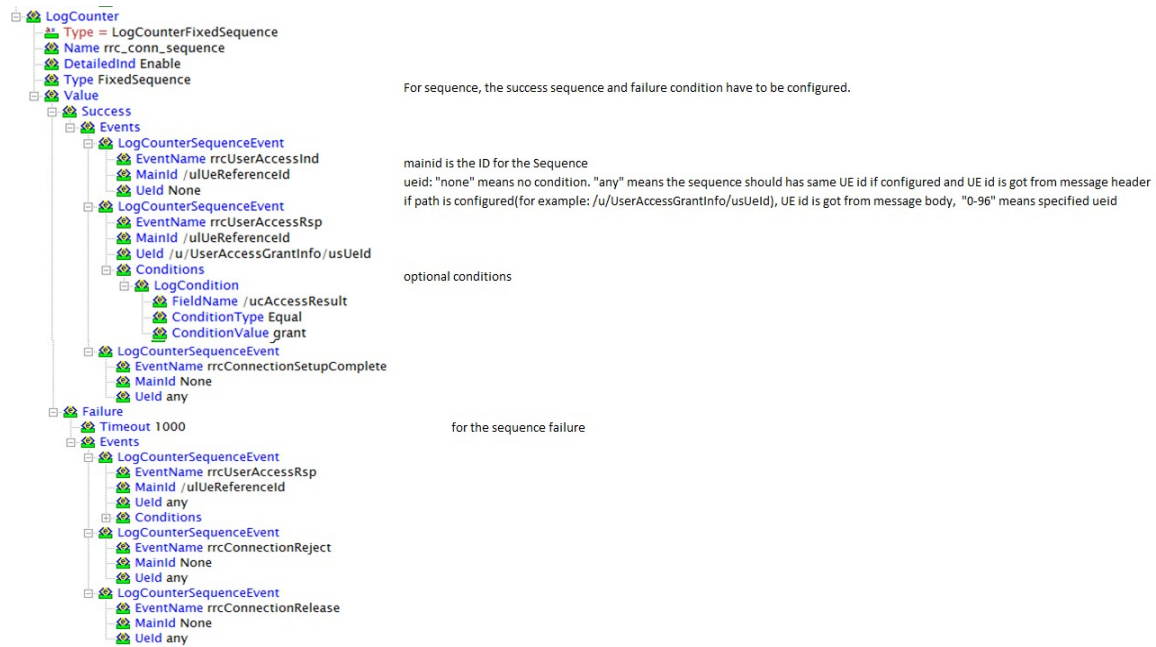 LogCounter
Type = LogCounterFixedSequence
Name rrc_conn_sequence
DetailedInd Enable
Type FixedSequence
For sequence, the success sequence and failure condition have to be configured.
Value
Success
Events
LogCounterSequenceEvent
EventName rrcUserAccessInd
mainid is the ID for the Sequence
MainId /ulUeReferenceId
ueid: "none" means no condition. "any" means the sequence should has same UE id if configured and UE id is got from message header
UeId None
if path is configured(for example: /u/UserAccessGrantInfo/usUeId), UE id is got from message body, "0-96" means specified ueid
LogCounterSequenceEvent
EventName rrcUserAccessRsp
MainId /ulUeReferenceId
UeId /u/UserAccessGrantInfo/usUeId
Conditions
optional conditions
LogCondition
FieldName /ucAccessResult
ConditionType Equal
ConditionValue grant
LogCounterSequenceEvent
EventName rrcConnectionSetupComplete
MainId None
UeId any
Failure
Timeout 1000
for the sequence failure
Events
LogCounterSequenceEvent
EventName rrcUserAccessRsp
MainId /ulUeReferenceId
UeId any
Conditions
LogCounterSequenceEvent
EventName rrcConnectionReject
MainId None
UeId any
LogCounterSequenceEvent
EventName rrcConnectionRelease
MainId None
UeId any